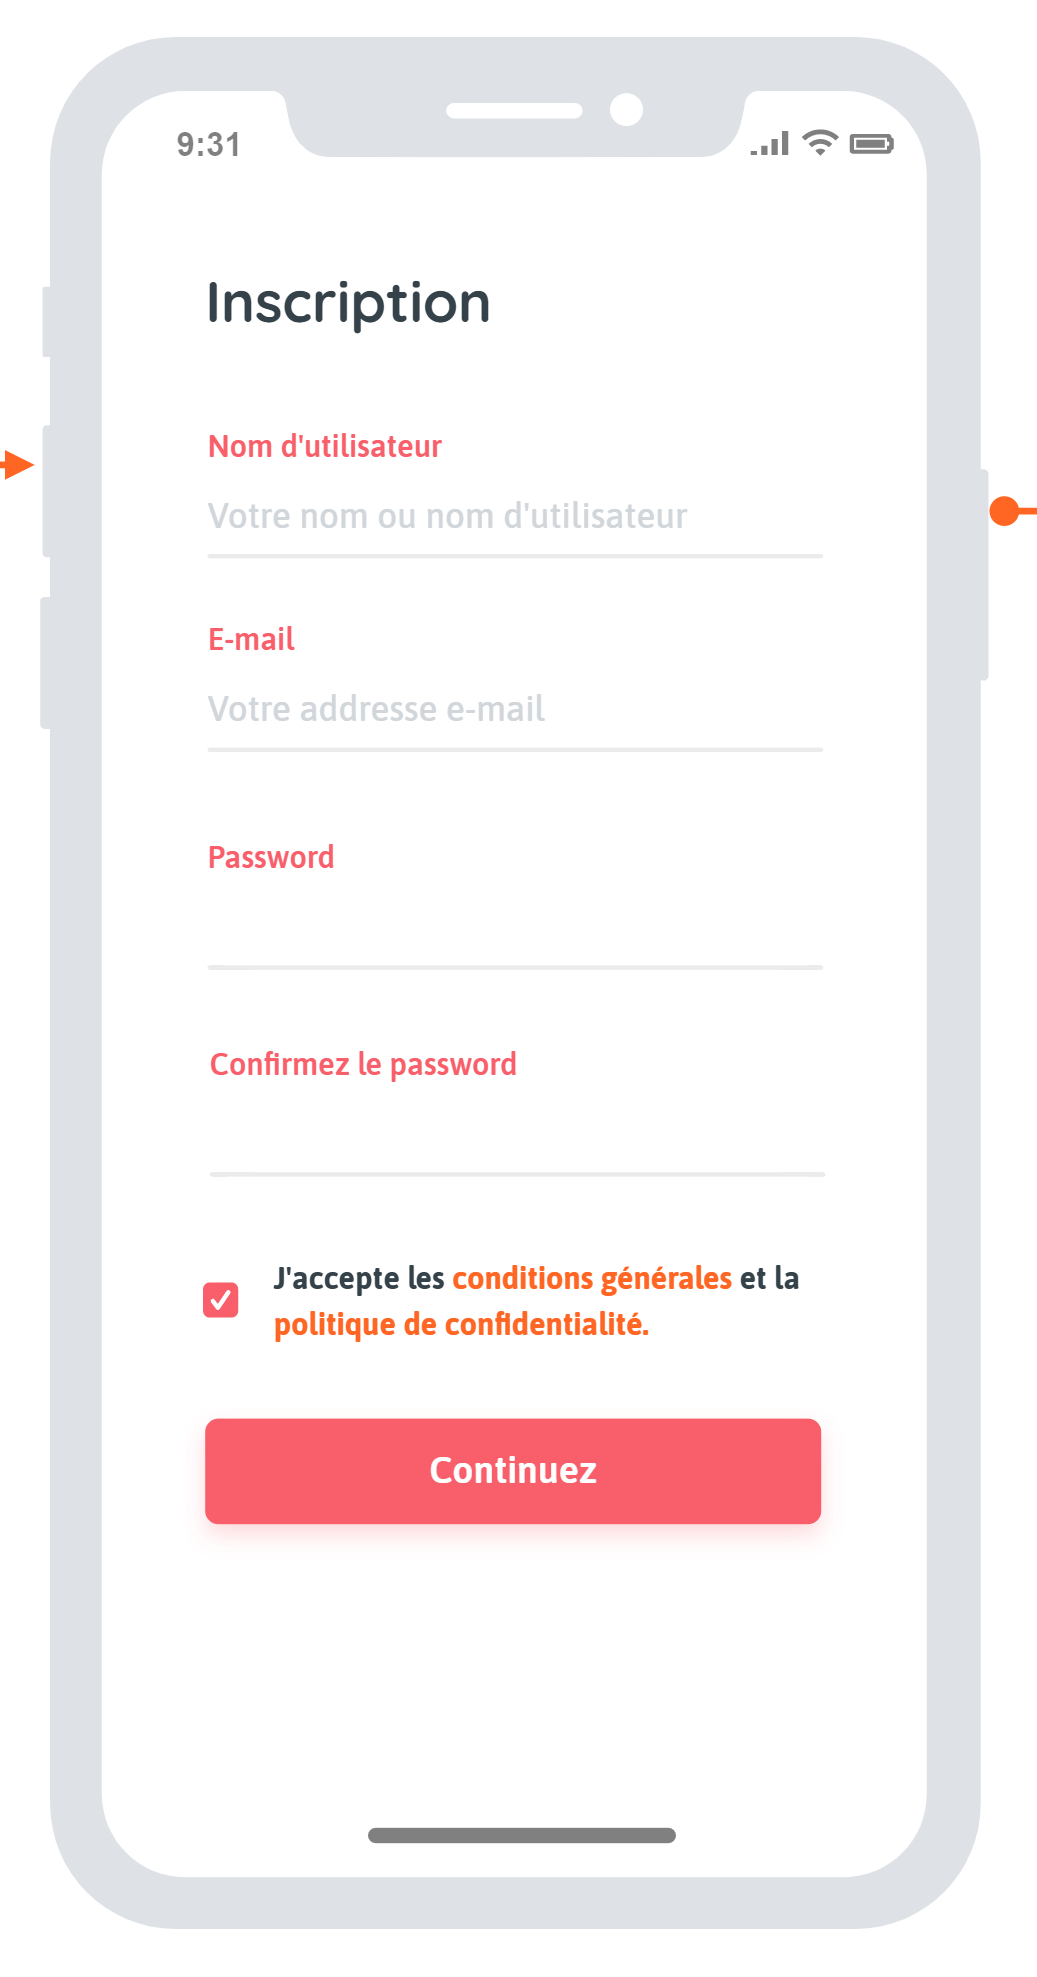 9:31
Inscription
Nom d'utilisateur
Votre nom ou nom d'utilisateur
E-mail
Votre addresse e-mail
Password
Confirmez le password
J'accepte les conditions générales et la
politique de confidentialité.
Continuez